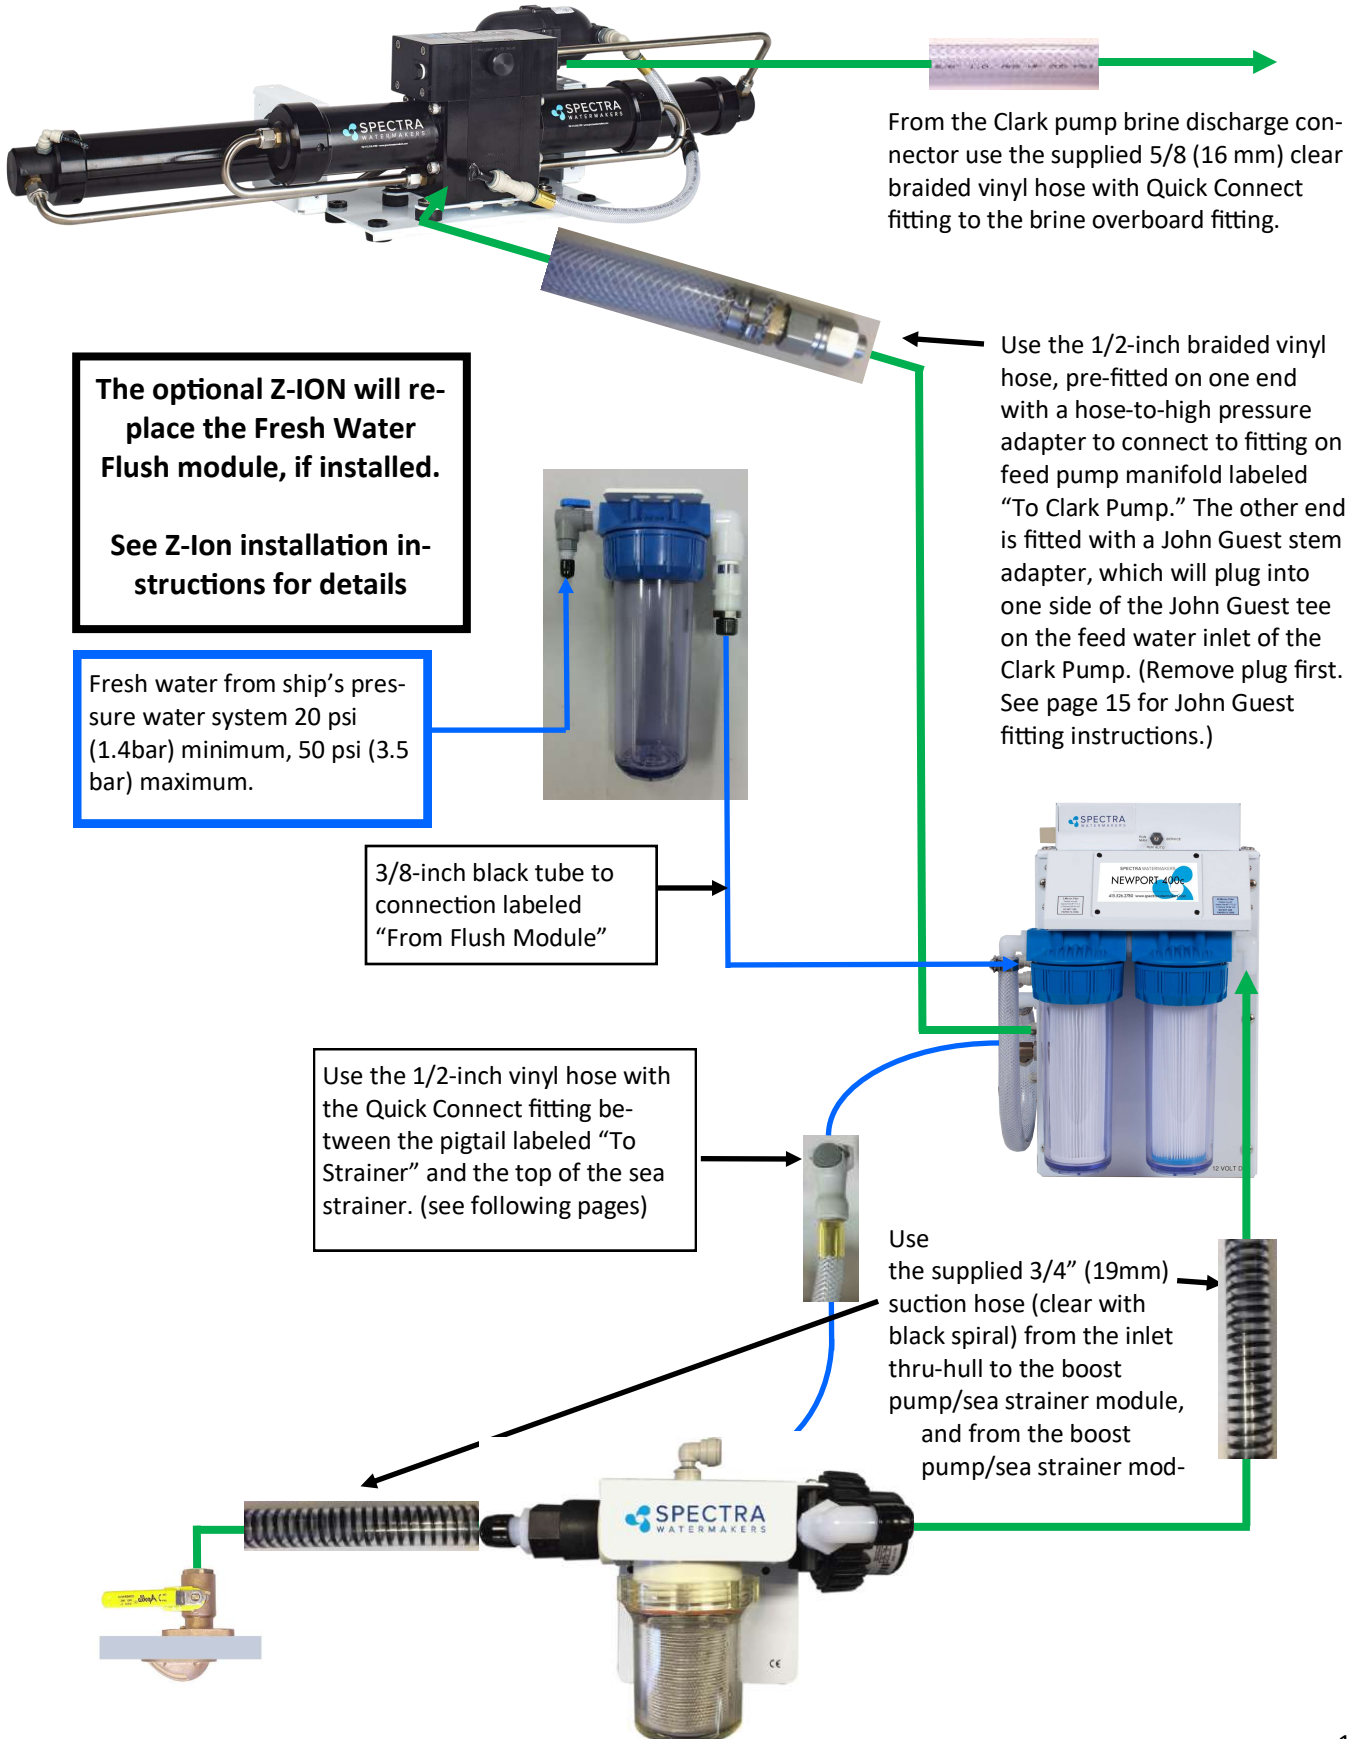 SPECTRA
WATERMAKERS
SPECTRA
WATERMAKERS
From the Clark pump brine discharge con-
nector use the supplied 5/8 (16 mm) clear
braided vinyl hose with Quick Connect
fitting to the brine overboard fitting.
Use the 1/2-inch braided vinyl
hose, pre-fitted on one end
with a hose-to-high pressure
adapter to connect to fitting on
feed pump manifold labeled
“To Clark Pump.” The other end
is fitted with a John Guest stem
adapter, which will plug into
one side of the John Guest tee
on the feed water inlet of the
Clark Pump. (Remove plug first.
See page 15 for John Guest
fitting instructions.)
The optional Z-ION will re-
place the Fresh Water
Flush module, if installed.
See Z-Ion installation in-
structions for details
Fresh water from ship’s pres-
sure water system 20 psi
(1.4bar) minimum, 50 psi (3.5
bar) maximum.
3/8-inch black tube to
connection labeled
“From Flush Module”
SPECTRA
WATERMAKERS
SPECTRA WATERMAKERS
NEWPORT 400c
12 VOLT D
Use the 1/2-inch vinyl hose with
the Quick Connect fitting be-
tween the pigtail labeled “To
Strainer” and the top of the sea
strainer. (see following pages)
Use
the supplied 3/4” (19mm)
suction hose (clear with
black spiral) from the inlet
thru-hull to the boost
pump/sea strainer module,
and from the boost
pump/sea strainer mod-
SPECTRA
WATERMAKERS
Apollo
CE
1